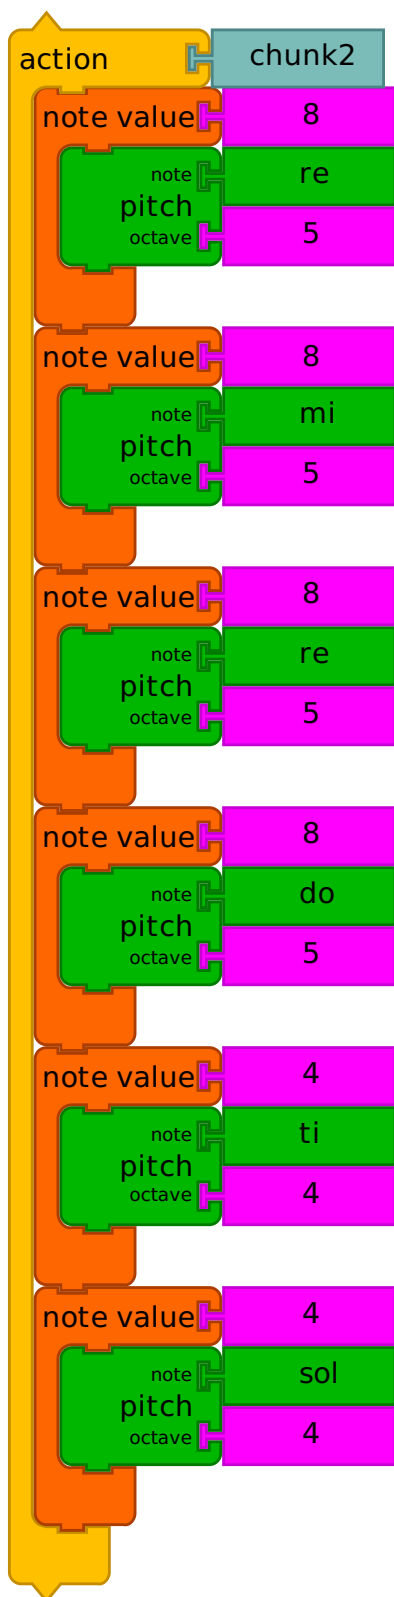 action chunk2
note value 8
note re
pitch
octave 5
note value 8
note mi
pitch
octave 5
note value 8
note re
pitch
octave 5
note value 8
note do
pitch
octave 5
note value 4
note ti
pitch
octave 4
note value 4
note sol
pitch
octave 4